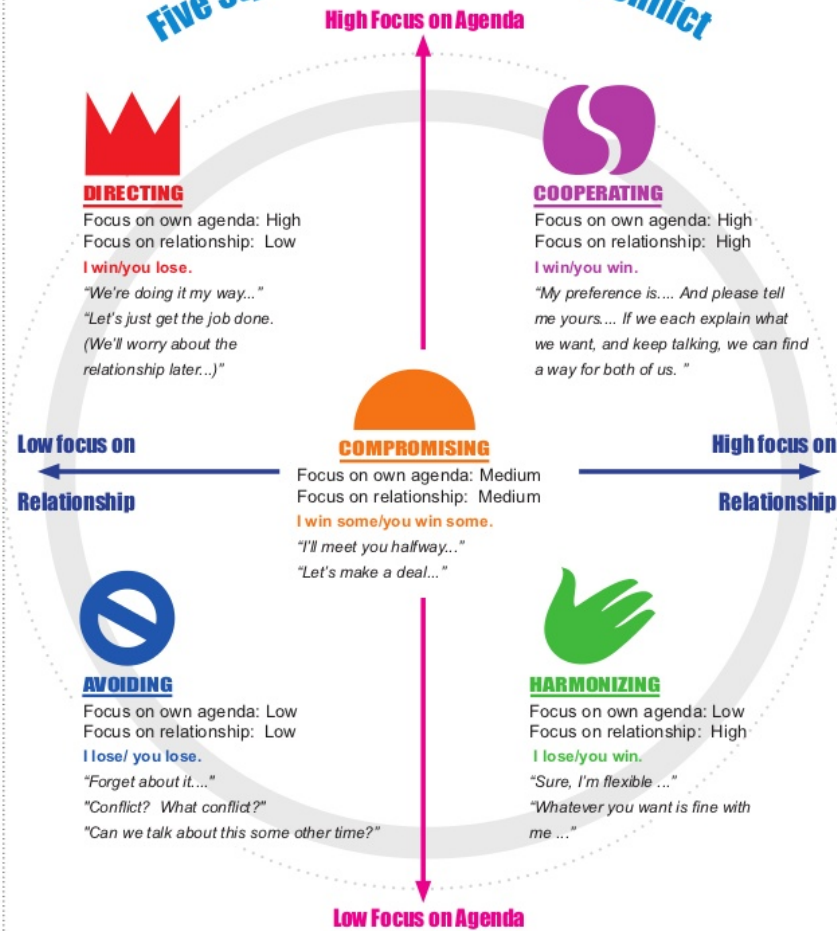 Five
High Focus on Agenda
DIRECTING
Focus on own agenda: High
Focus on relationship: Low
I win/you lose.
“We're doing it my way...”
“Let's just get the job done.
(We'll worry about the
relationship later...)”
COOPERATING
Focus on own agenda: High
Focus on relationship: High
I win/you win.
“My preference is.... And please tell
me yours.... If we each explain what
we want, and keep talking, we can find
a way for both of us. ”
Low focus on
Relationship
High focus on
Relationship
COMPROMISING
Focus on own agenda: Medium
Focus on relationship: Medium
I win some/you win some.
“I'll meet you halfway...”
“Let's make a deal...”
AVOIDING
Focus on own agenda: Low
Focus on relationship: Low
I lose/ you lose.
“Forget about it....”
"Conflict? What conflict?"
"Can we talk about this some other time?"
HARMONIZING
Focus on own agenda: Low
Focus on relationship: High
I lose/you win.
“Sure, I'm flexible ...”
“Whatever you want is fine with
me ...”
Low Focus on Agenda